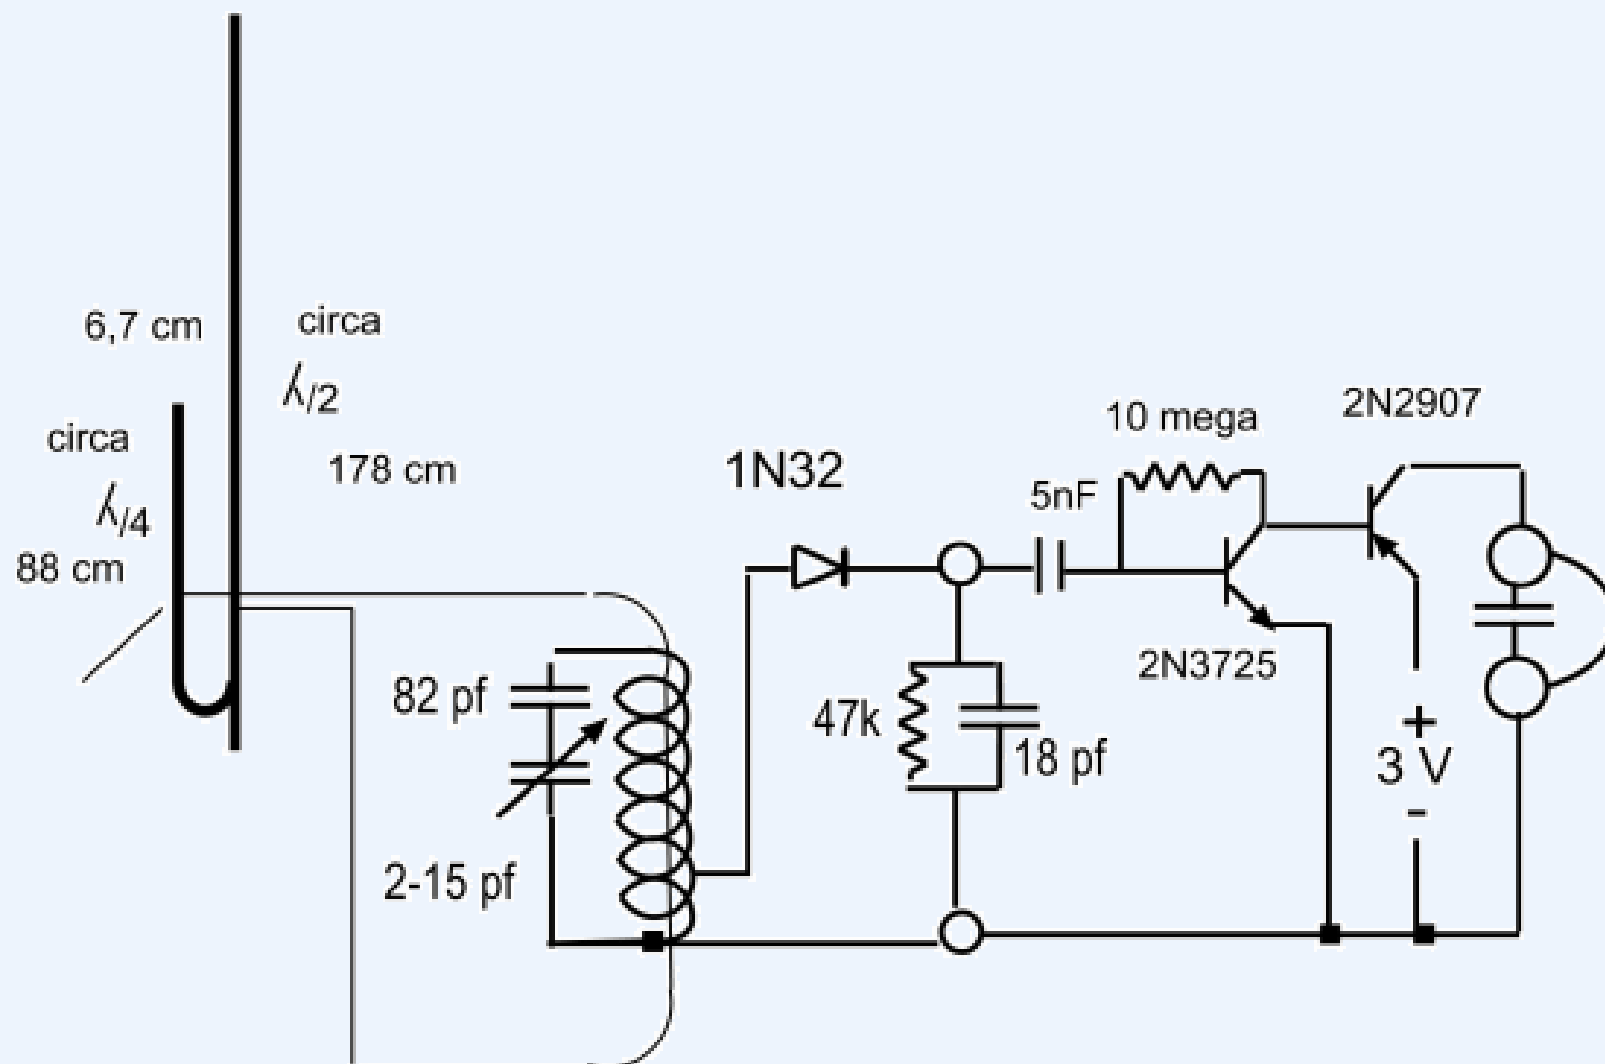 6,7 cm
circa
λ/2
178 cm
circa
λ/4
88 cm
1N32
5nF
10 mega
2N2907
2N3725
82 pf
2-15 pf
47k
18 pf
+
3 V
-